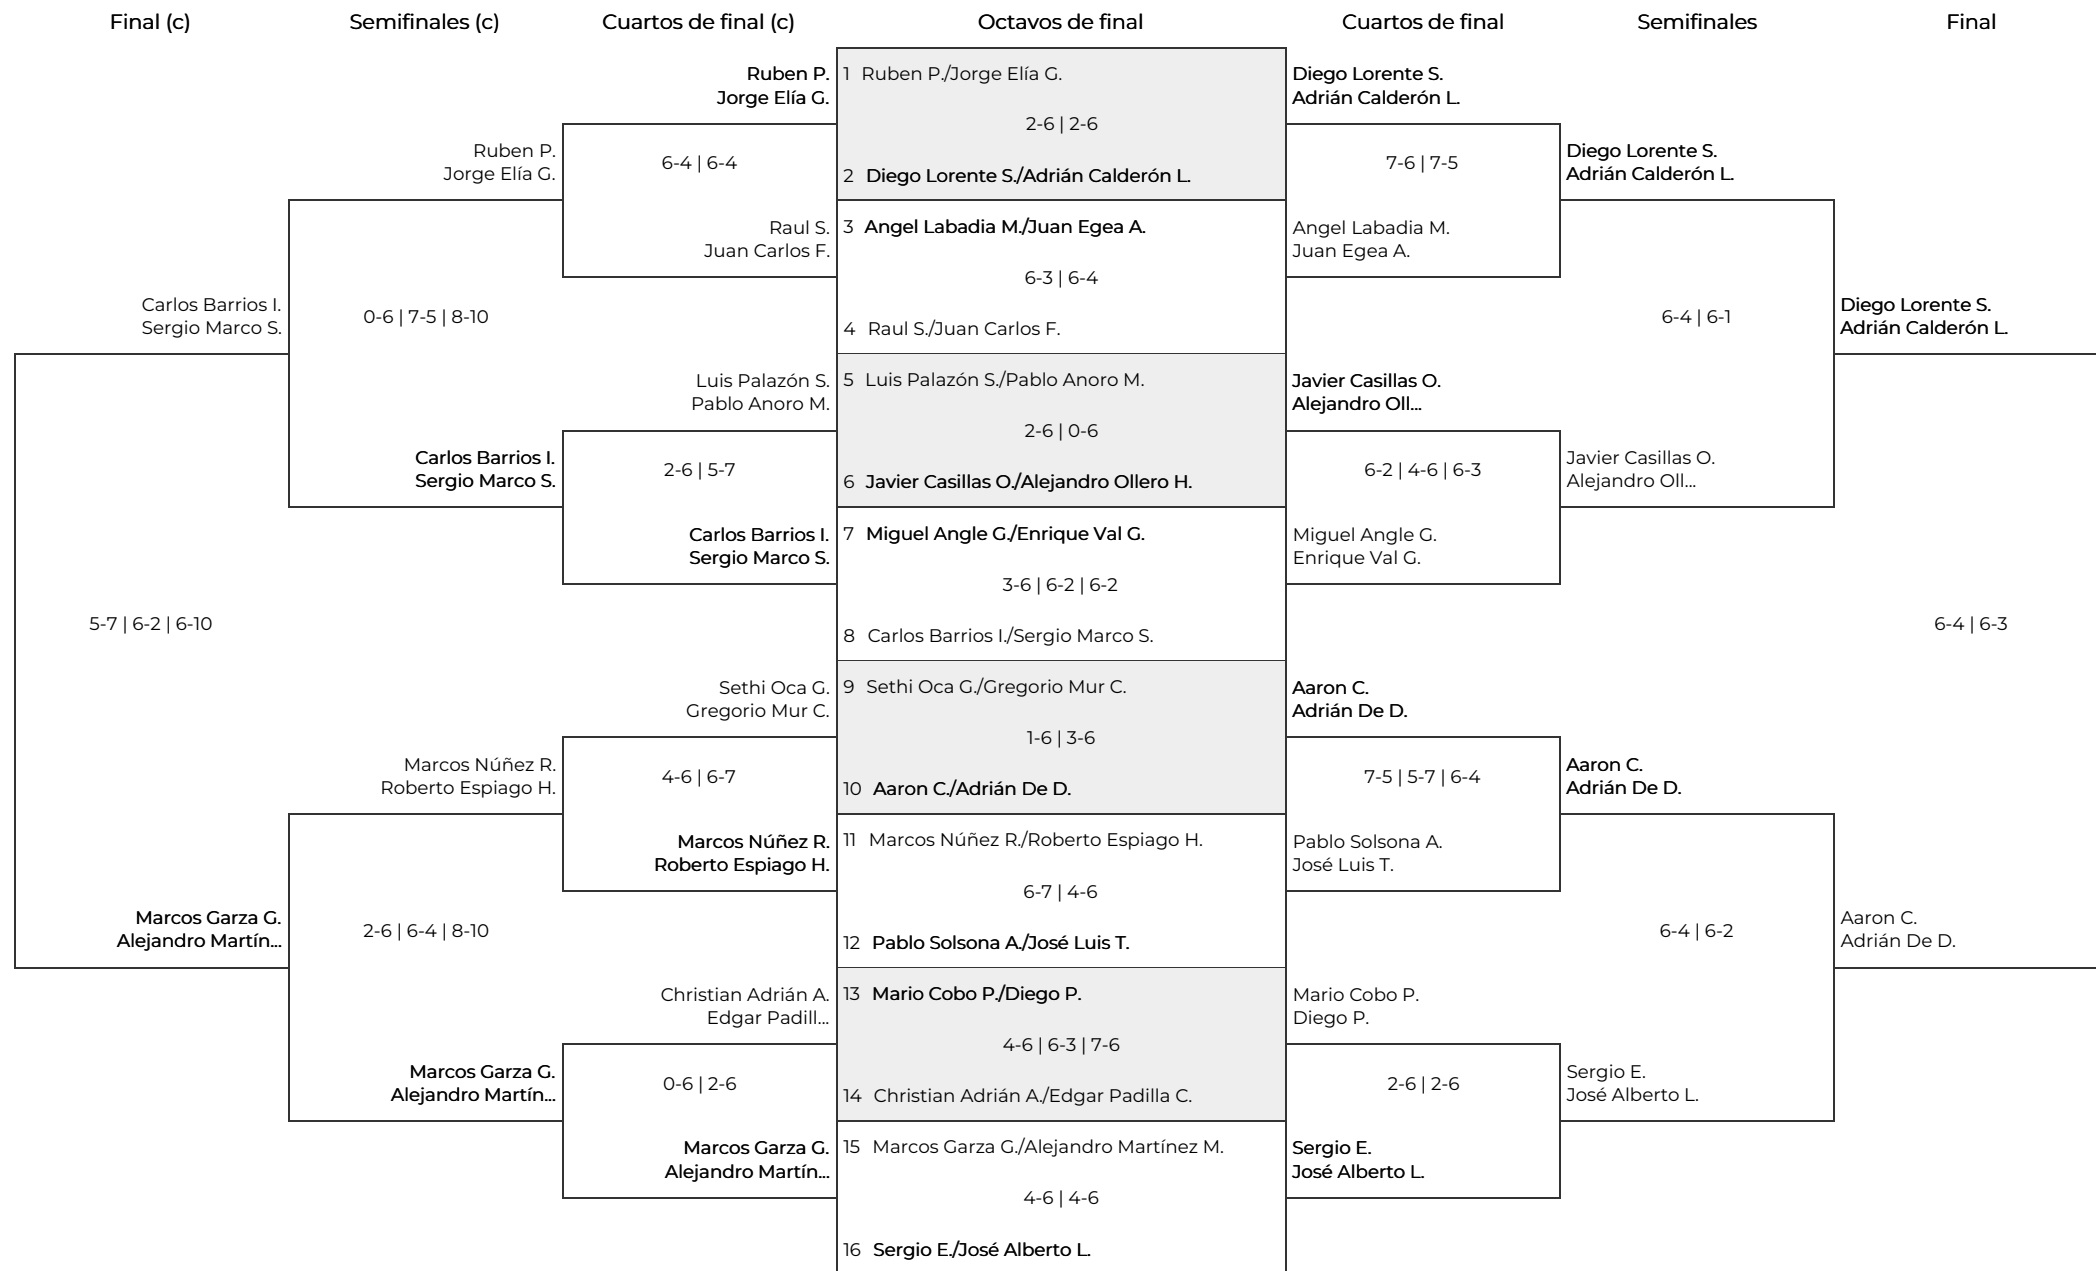 Final (c)
Semifinales (c)
Cuartos de final (c)
Octavos de final
Cuartos de final
Semifinales
Final
Carlos Barrios I.
Sergio Marco S.
5-7 | 6-2 | 6-10
Marcos Garza G.
Alejandro Martín...
Ruben P.
Jorge Elía G.
0-6 | 7-5 | 8-10
Carlos Barrios I.
Sergio Marco S.
Marcos Núñez R.
Roberto Espiago H.
2-6 | 6-4 | 8-10
Marcos Garza G.
Alejandro Martín...
Ruben P.
Jorge Elía G.
6-4 | 6-4
Raul S.
Juan Carlos F.
Luis Palazón S.
Pablo Anoro M.
2-6 | 5-7
Carlos Barrios I.
Sergio Marco S.
Sethi Oca G.
Gregorio Mur C.
4-6 | 6-7
Marcos Núñez R.
Roberto Espiago H.
Christian Adrián A.
Edgar Padill...
0-6 | 2-6
Marcos Garza G.
Alejandro Martín...
1 Ruben P./Jorge Elía G.
2-6 | 2-6
2 Diego Lorente S./Adrián Calderón L.
3 Angel Labadia M./Juan Egea A.
6-3 | 6-4
4 Raul S./Juan Carlos F.
5 Luis Palazón S./Pablo Anoro M.
2-6 | 0-6
6 Javier Casillas O./Alejandro Ollero H.
7 Miguel Angle G./Enrique Val G.
3-6 | 6-2 | 6-2
8 Carlos Barrios I./Sergio Marco S.
9 Sethi Oca G./Gregorio Mur C.
1-6 | 3-6
10 Aaron C./Adrián De D.
11 Marcos Núñez R./Roberto Espiago H.
6-7 | 4-6
12 Pablo Solsona A./José Luis T.
13 Mario Cobo P./Diego P.
4-6 | 6-3 | 7-6
14 Christian Adrián A./Edgar Padilla C.
15 Marcos Garza G./Alejandro Martínez M.
4-6 | 4-6
16 Sergio E./José Alberto L.
Diego Lorente S.
Adrián Calderón L.
7-6 | 7-5
Angel Labadia M.
Juan Egea A.
Javier Casillas O.
Alejandro Oll...
6-2 | 4-6 | 6-3
Miguel Angle G.
Enrique Val G.
Aaron C.
Adrián De D.
7-5 | 5-7 | 6-4
Pablo Solsona A.
José Luis T.
Mario Cobo P.
Diego P.
2-6 | 2-6
Sergio E.
José Alberto L.
Diego Lorente S.
Adrián Calderón L.
6-4 | 6-1
Javier Casillas O.
Alejandro Oll...
Aaron C.
Adrián De D.
6-4 | 6-2
Sergio E.
José Alberto L.
Diego Lorente S.
Adrián Calderón L.
6-4 | 6-3
Aaron C.
Adrián De D.